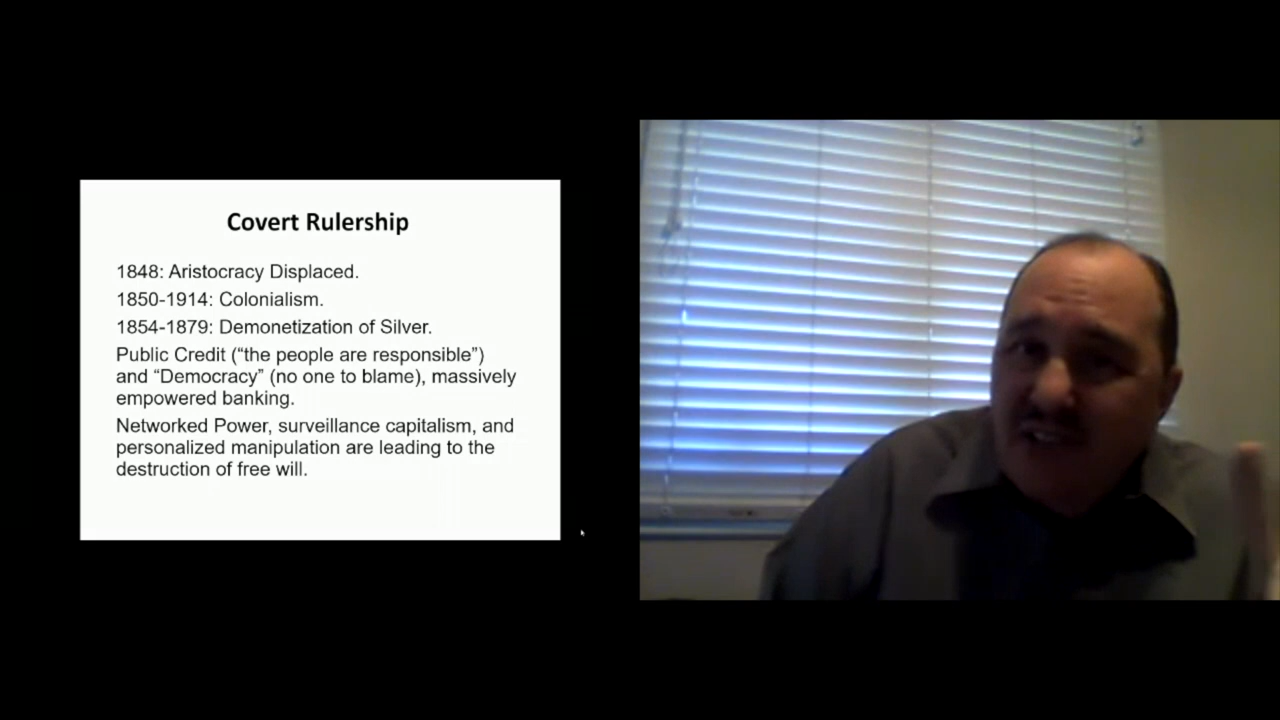 Covert Rulership
1848: Aristocracy Displaced.
1850-1914: Colonialism.
1854-1879: Demonetization of Silver.
Public Credit (“the people are responsible”)
and “Democracy” (no one to blame), massively
empowered banking.
Networked Power, surveillance capitalism, and
personalized manipulation are leading to the
destruction of free will.